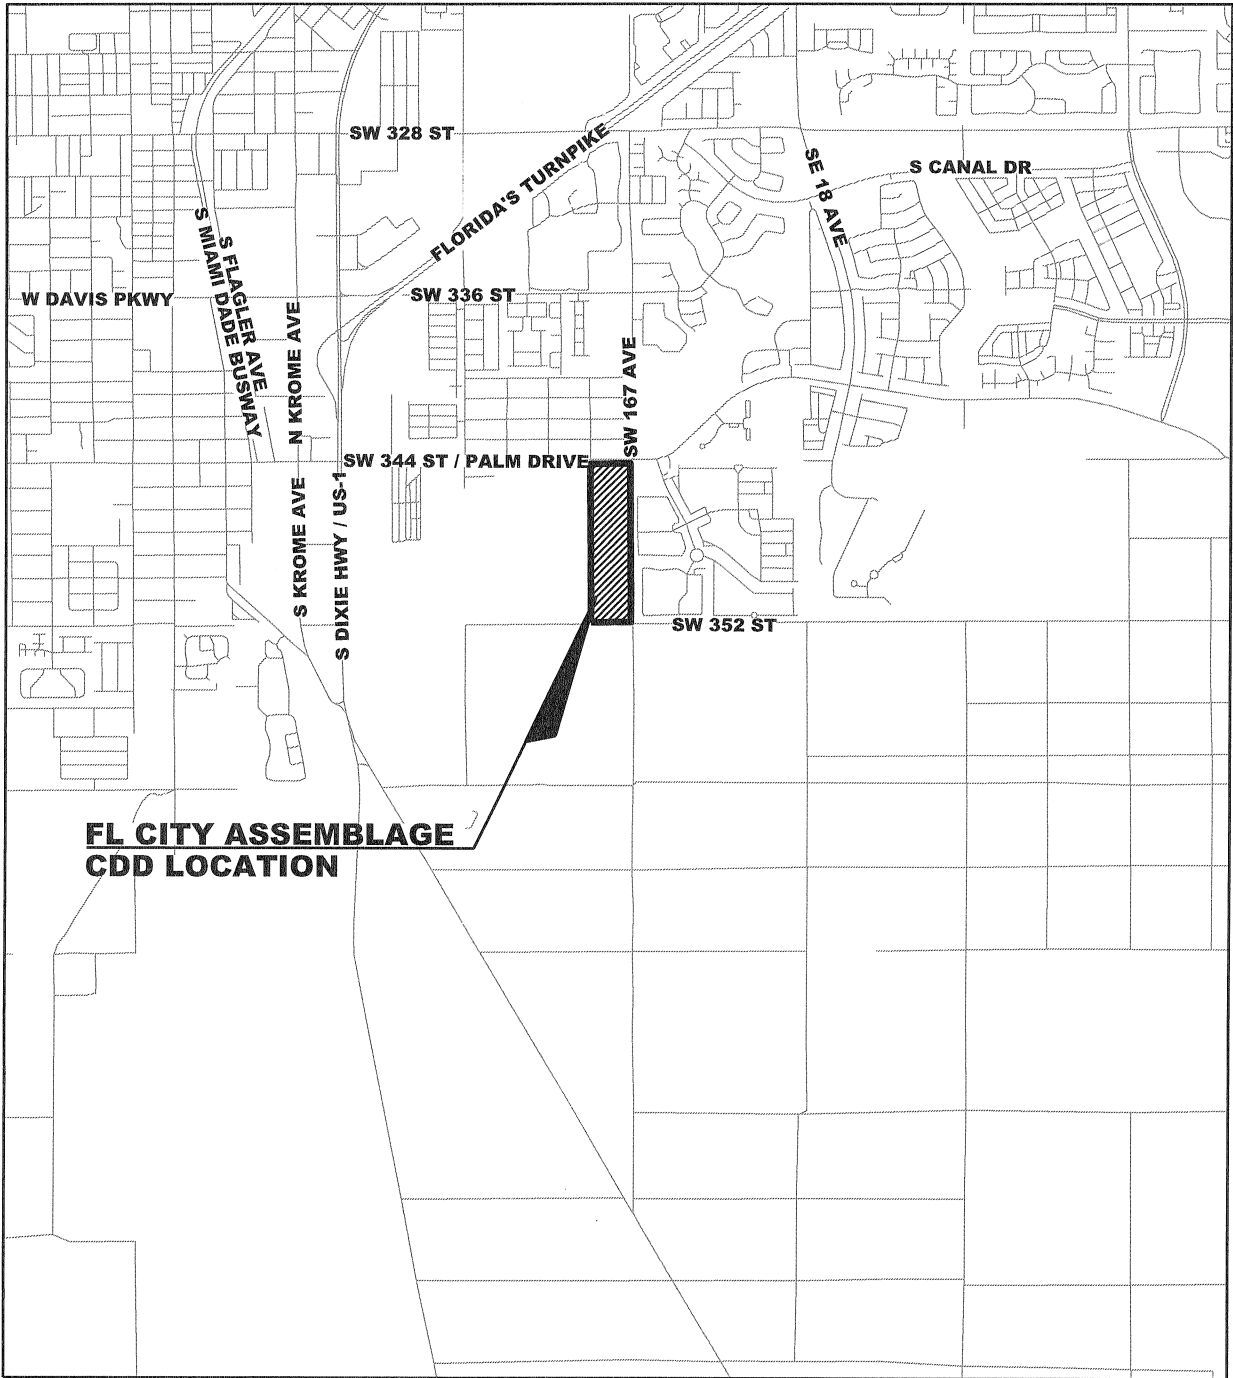 SW 328 ST
FLORIDA'S TURNPIKE
SE 18 AVE
S CANAL DR
S MIAMI DADE BUSWAY
S FLAGLER AVE
W DAVIS PKWY
N KROME AVE
SW 336 ST
SW 167 AVE
SW 344 ST / PALM DRIVE
S KROME AVE
S DIXIE HWY / US-1
SW 352 ST
FL CITY ASSEMBLAGE
CDD LOCATION